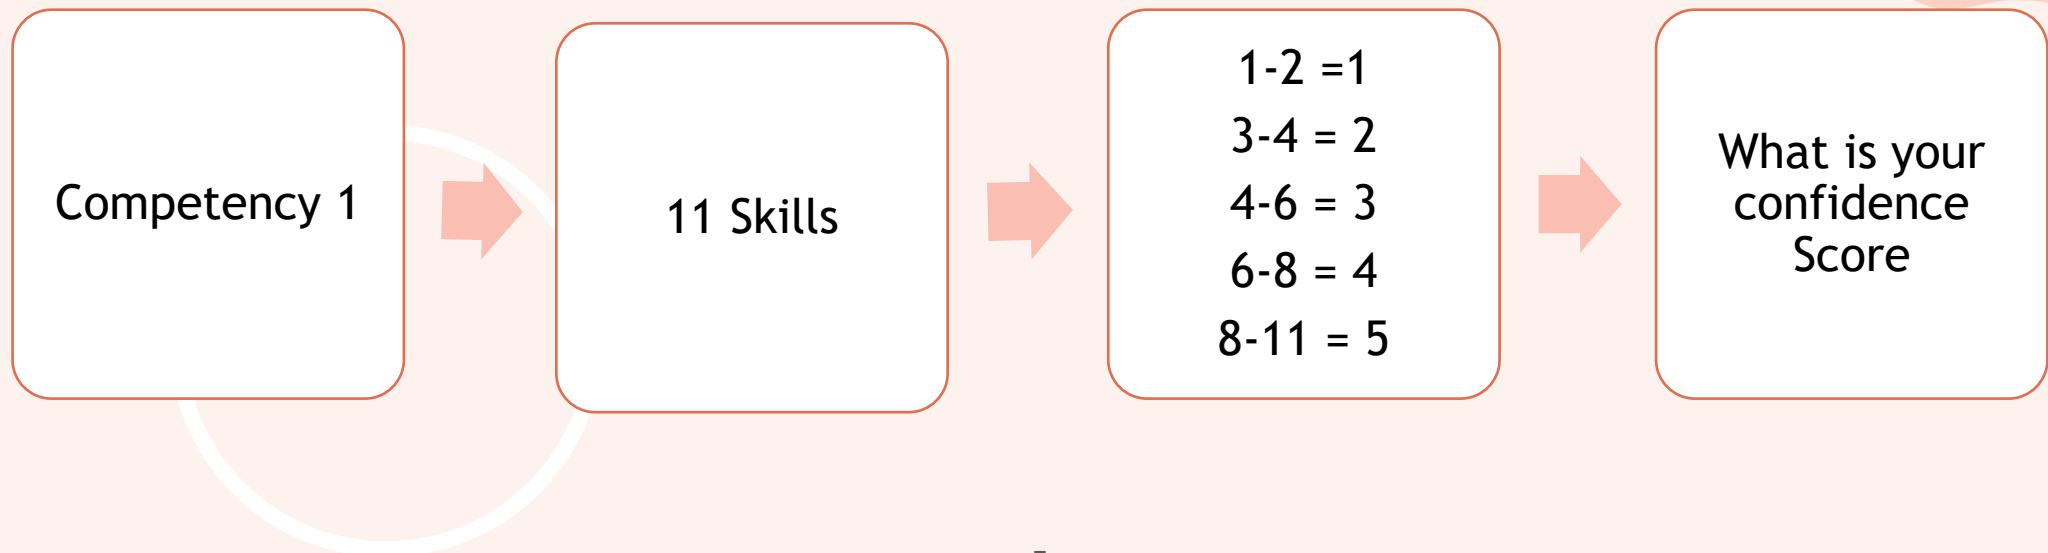 Competency 1
11 Skills
1-2 =1
3-4 = 2
4-6 = 3
6-8 = 4
8-11 = 5
What is your
confidence
Score